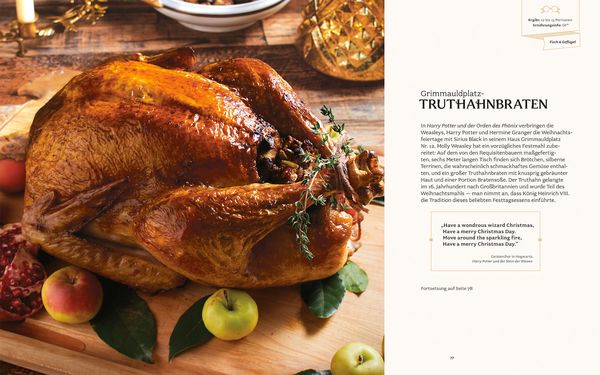 Ergibt: 12 bis 15 Portionen
Ernährungsinfo: GF*
Fisch & Geflügel
Grimmauldplatz-
TRUTHAHNBRATEN
In Harry Potter und der Orden des Phönix verbringen die
Weasleys, Harry Potter und Hermine Granger die Weihnachts-
feiertage mit Sirius Black in seinem Haus Grimmauldplatz
Nr. 12. Molly Weasley hat ein vorzügliches Festmahl zube-
reitet: Auf dem von den Requisitenbauern maßgefertig-
ten, sechs Meter langen Tisch finden sich Brötchen, silberne
Terrinen, die wahrscheinlich schmackhaftes Gemüse enthal-
ten, und ein großer Truthahnbraten mit knusprig gebräunter
Haut und einer Portion Bratensoße. Der Truthahn gelangte
im 16. Jahrhundert nach Großbritannien und wurde Teil des
Weihnachtsmahls — man nimmt an, dass König Heinrich VIII.
die Tradition dieses beliebten Festtagsessens einführte.
„Have a wondrous wizard Christmas,
Have a merry Christmas Day.
Move around the sparkling fire,
Have a merry Christmas Day.“
Geisterchor in Hogwarts,
Harry Potter und der Stein der Weisen
Fortsetzung auf Seite 78
77